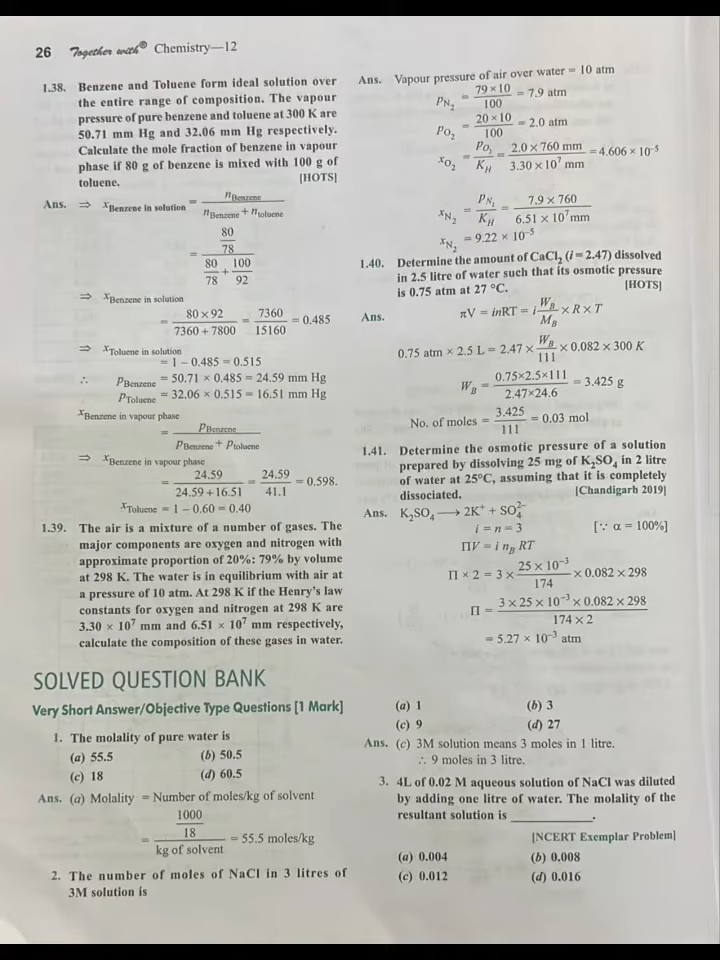 26 Together with® Chemistry—12
1.38. Benzene and Toluene form ideal solution over
the entire range of composition. The vapour
pressure of pure benzene and toluene at 300 K are
50.71 mm Hg and 32.06 mm Hg respectively.
Calculate the mole fraction of benzene in vapour
phase if 80 g of benzene is mixed with 100 g of
toluene. [HOTS]
Ans. ⇒ x_Benzene in solution = n_Benzene / (n_Benzene + n_toluene)
= (80/78) / (80/78 + 100/92)
⇒ x_Benzene in solution
= (80 × 92) / (7360 + 7800) = 7360/15160 = 0.485
⇒ x_Toluene in solution
= 1 – 0.485 = 0.515
∴ p_Benzene = 50.71 × 0.485 = 24.59 mm Hg
p_Toluene = 32.06 × 0.515 = 16.51 mm Hg
x_Benzene in vapour phase
= p_Benzene / (p_Benzene + p_toluene)
⇒ x_Benzene in vapour phase
= 24.59 / (24.59 + 16.51) = 24.59/41.1 = 0.598.
x_Toluene = 1 – 0.60 = 0.40
1.39. The air is a mixture of a number of gases. The
major components are oxygen and nitrogen with
approximate proportion of 20%: 79% by volume
at 298 K. The water is in equilibrium with air at
a pressure of 10 atm. At 298 K if the Henry's law
constants for oxygen and nitrogen at 298 K are
3.30 × 10⁷ mm and 6.51 × 10⁷ mm respectively,
calculate the composition of these gases in water.
Ans. Vapour pressure of air over water = 10 atm
p_N₂ = (79 × 10)/100 = 7.9 atm
p_O₂ = (20 × 10)/100 = 2.0 atm
x_O₂ = p_O₂/K_H = (2.0 × 760 mm)/(3.30 × 10⁷ mm) = 4.606 × 10⁻⁵
x_N₂ = p_N₂/K_H = (7.9 × 760)/(6.51 × 10⁷ mm)
x_N₂ = 9.22 × 10⁻⁵
1.40. Determine the amount of CaCl₂ (i = 2.47) dissolved
in 2.5 litre of water such that its osmotic pressure
is 0.75 atm at 27 °C. [HOTS]
Ans. πV = inRT = i W_B/M_B × R × T
0.75 atm × 2.5 L = 2.47 × W_B/111 × 0.082 × 300 K
W_B = (0.75×2.5×111)/(2.47×24.6) = 3.425 g
No. of moles = 3.425/111 = 0.03 mol
1.41. Determine the osmotic pressure of a solution
prepared by dissolving 25 mg of K₂SO₄ in 2 litre
of water at 25°C, assuming that it is completely
dissociated. [Chandigarh 2019]
Ans. K₂SO₄ ⟶ 2K⁺ + SO₄²⁻
i = n = 3 [∵ α = 100%]
ΠV = i n_B RT
Π × 2 = 3 × (25 × 10⁻³)/174 × 0.082 × 298
Π = (3 × 25 × 10⁻³ × 0.082 × 298)/(174 × 2)
= 5.27 × 10⁻³ atm
SOLVED QUESTION BANK
Very Short Answer/Objective Type Questions [1 Mark]
1. The molality of pure water is
(a) 55.5 (b) 50.5
(c) 18 (d) 60.5
Ans. (a) Molality = Number of moles/kg of solvent
= (1000/18) / kg of solvent = 55.5 moles/kg
2. The number of moles of NaCl in 3 litres of
3M solution is
(a) 1 (b) 3
(c) 9 (d) 27
Ans. (c) 3M solution means 3 moles in 1 litre.
∴ 9 moles in 3 litre.
3. 4L of 0.02 M aqueous solution of NaCl was diluted
by adding one litre of water. The molality of the
resultant solution is __________.
[NCERT Exemplar Problem]
(a) 0.004 (b) 0.008
(c) 0.012 (d) 0.016